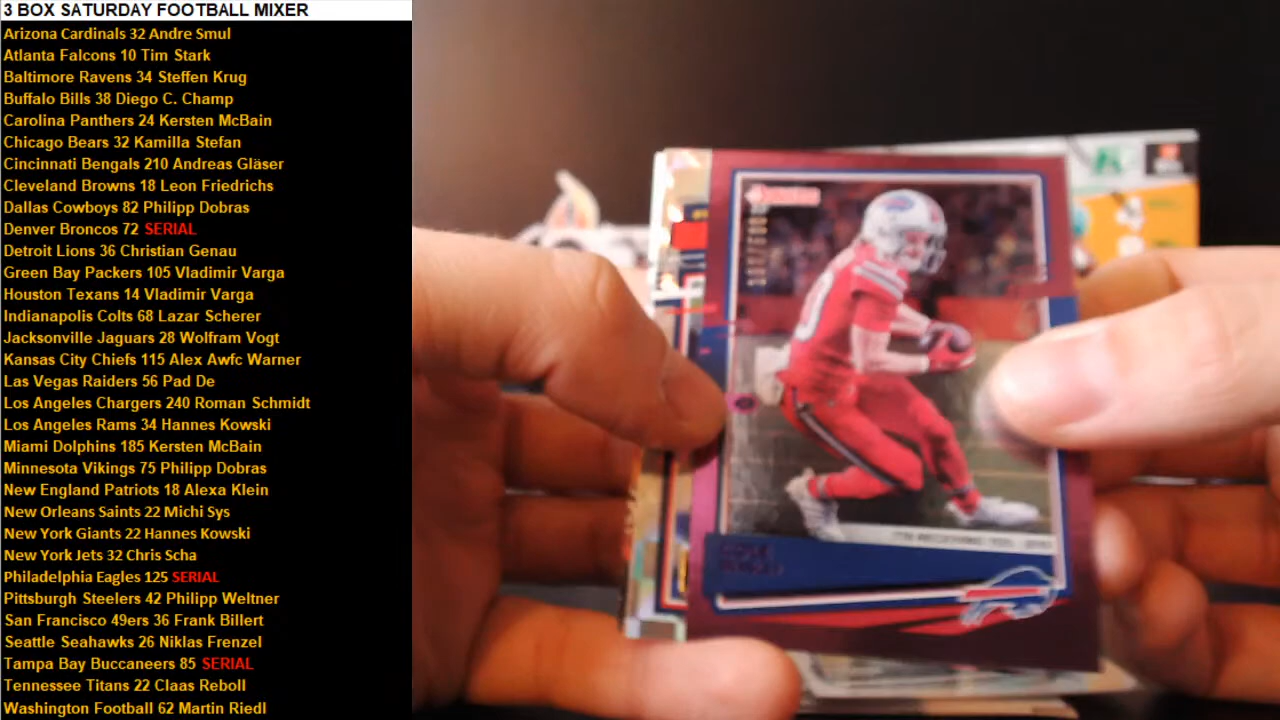 3 BOX SATURDAY FOOTBALL MIXER
Arizona Cardinals 32 Andre Smul
Atlanta Falcons 10 Tim Stark
Baltimore Ravens 34 Steffen Krug
Buffalo Bills 38 Diego C. Champ
Carolina Panthers 24 Kersten McBain
Chicago Bears 32 Kamilla Stefan
Cincinnati Bengals 210 Andreas Gläser
Cleveland Browns 18 Leon Friedrichs
Dallas Cowboys 82 Philipp Dobras
Denver Broncos 72 SERIAL
Detroit Lions 36 Christian Genau
Green Bay Packers 105 Vladimir Varga
Houston Texans 14 Vladimir Varga
Indianapolis Colts 68 Lazar Scherer
Jacksonville Jaguars 28 Wolfram Vogt
Kansas City Chiefs 115 Alex Awfc Warner
Las Vegas Raiders 56 Pad De
Los Angeles Chargers 240 Roman Schmidt
Los Angeles Rams 34 Hannes Kowski
Miami Dolphins 185 Kersten McBain
Minnesota Vikings 75 Philipp Dobras
New England Patriots 18 Alexa Klein
New Orleans Saints 22 Michi Sys
New York Giants 22 Hannes Kowski
New York Jets 32 Chris Scha
Philadelphia Eagles 125 SERIAL
Pittsburgh Steelers 42 Philipp Weltner
San Francisco 49ers 36 Frank Billert
Seattle Seahawks 26 Niklas Frenzel
Tampa Bay Buccaneers 85 SERIAL
Tennessee Titans 22 Claas Reboll
Washington Football 62 Martin Riedl